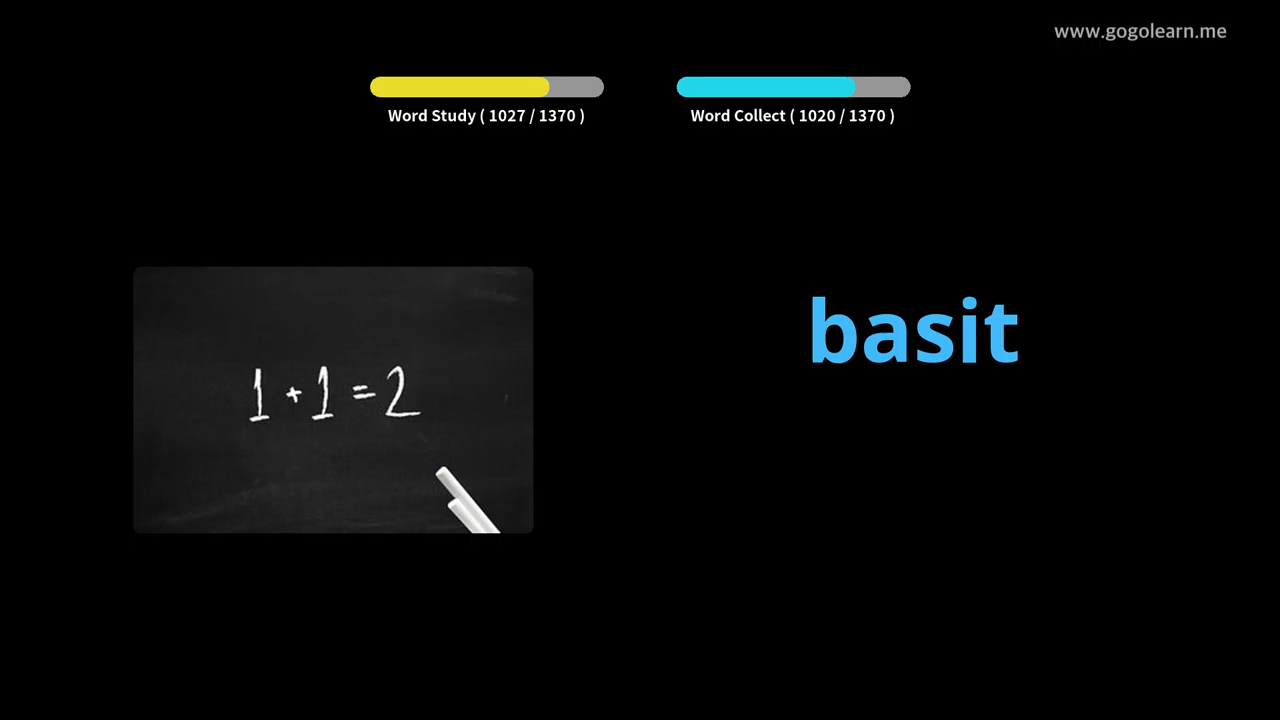 www.gogolearn.me
Word Study ( 1027 / 1370 )
Word Collect ( 1020 / 1370 )
basit
1 + 1 = 2